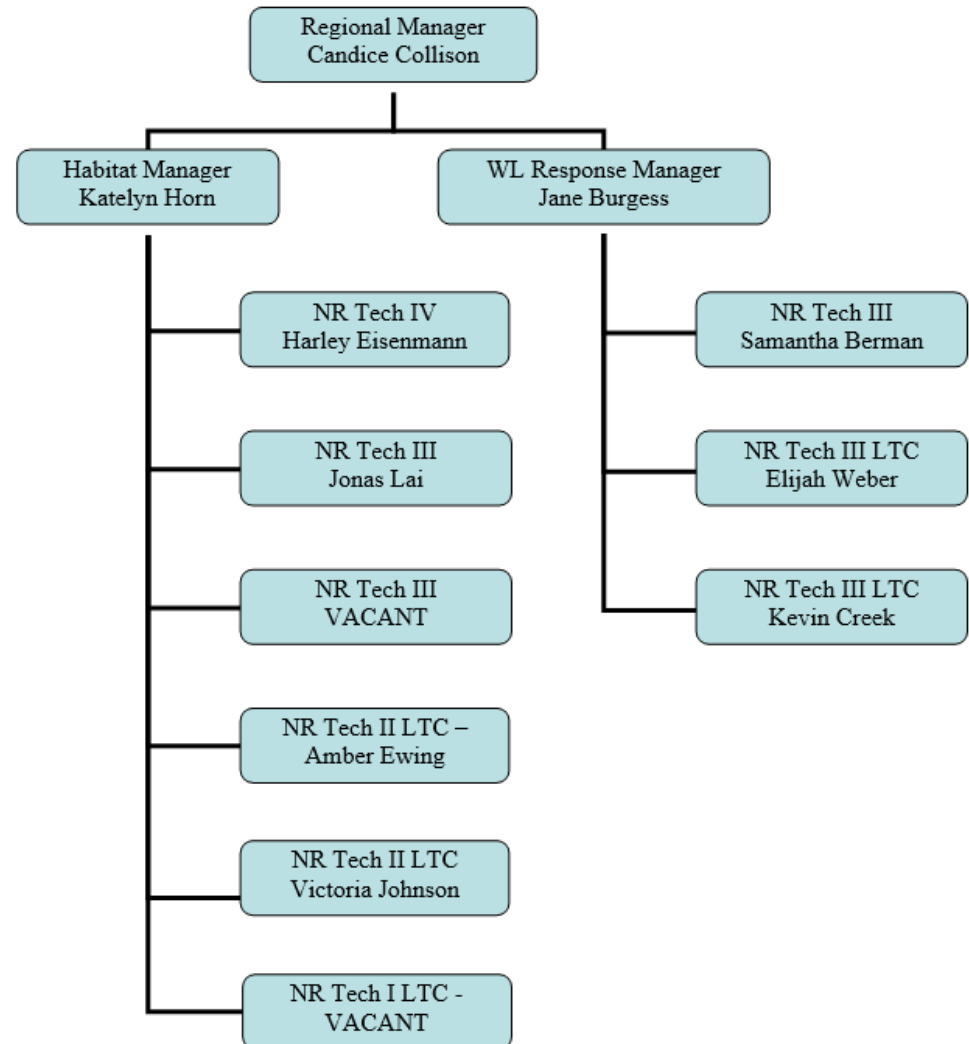 Regional Manager
Candice Collison
Habitat Manager
Katelyn Horn
WL Response Manager
Jane Burgess
NR Tech IV
Harley Eisenmann
NR Tech III
Samantha Berman
NR Tech III
Jonas Lai
NR Tech III LTC
Elijah Weber
NR Tech III
VACANT
NR Tech III LTC
Kevin Creek
NR Tech II LTC –
Amber Ewing
NR Tech II LTC
Victoria Johnson
NR Tech I LTC -
VACANT